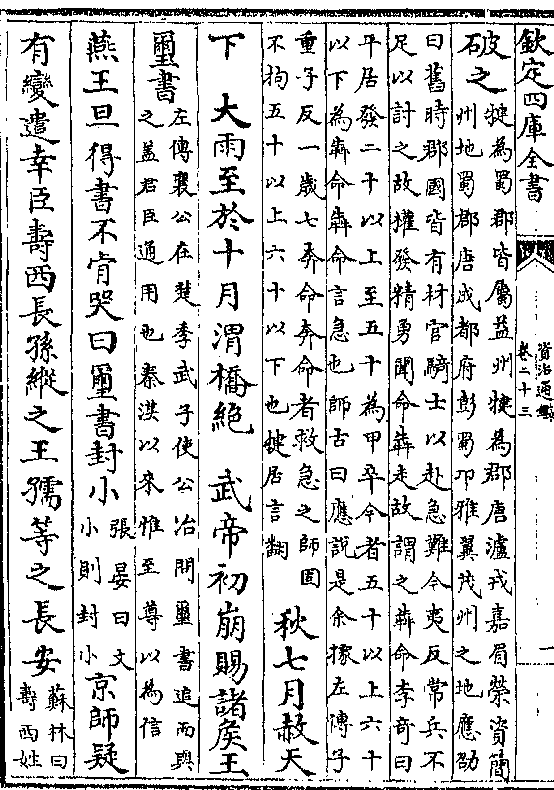 欽定四庫全書
資治通鑑
卷二十三
一
破之犍為蜀郡皆屬益州犍為郡唐瀘戎嘉眉榮資簡
州地蜀郡唐成都府彭蜀邛雅翼茂州之地應劭
曰舊時郡國皆有材官騎士以赴急難今夷反常兵不
足以討之故權發精勇聞命犇走故謂之犇命李奇曰
平居發二十以上至五十為甲卒今者五十以上六十
以下為犇命犇命言急也師古曰應說是余據左傳子
重子反一歲七奔命奔命者救急之師固
不拘五十以上六十以下也犍居言翻
秋七月赦天
下 大雨至於十月渭橋絕 武帝初崩賜諸侯王
璽書左傳襄公在楚季武子使公冶問璽書追而與
之蓋君臣通用也秦漢以來惟至尊以為信
燕王旦得書不肯哭曰璽書封小張晏曰文
小則封小
京師疑
有變遣幸臣壽西長孫縱之王孺等之長安蘇林曰
壽西姓